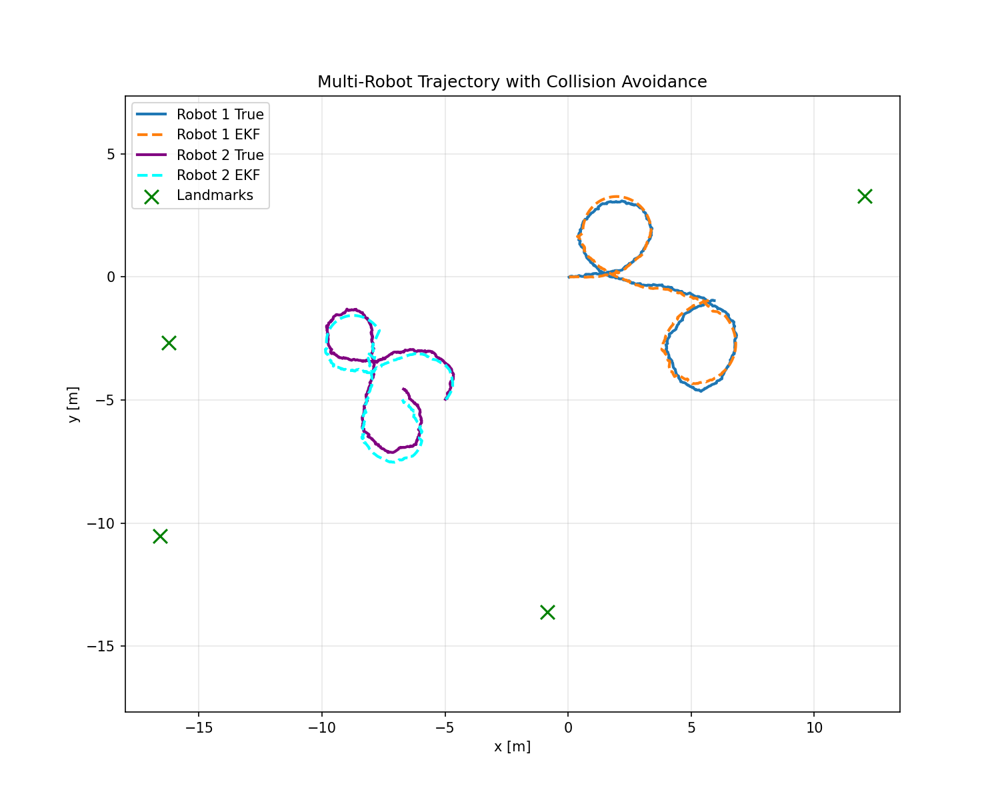 Multi-Robot Trajectory with Collision Avoidance
Robot 1 True
Robot 1 EKF
Robot 2 True
Robot 2 EKF
Landmarks
5
0
−5
−10
−15
y [m]
−15
−10
−5
0
5
10
x [m]